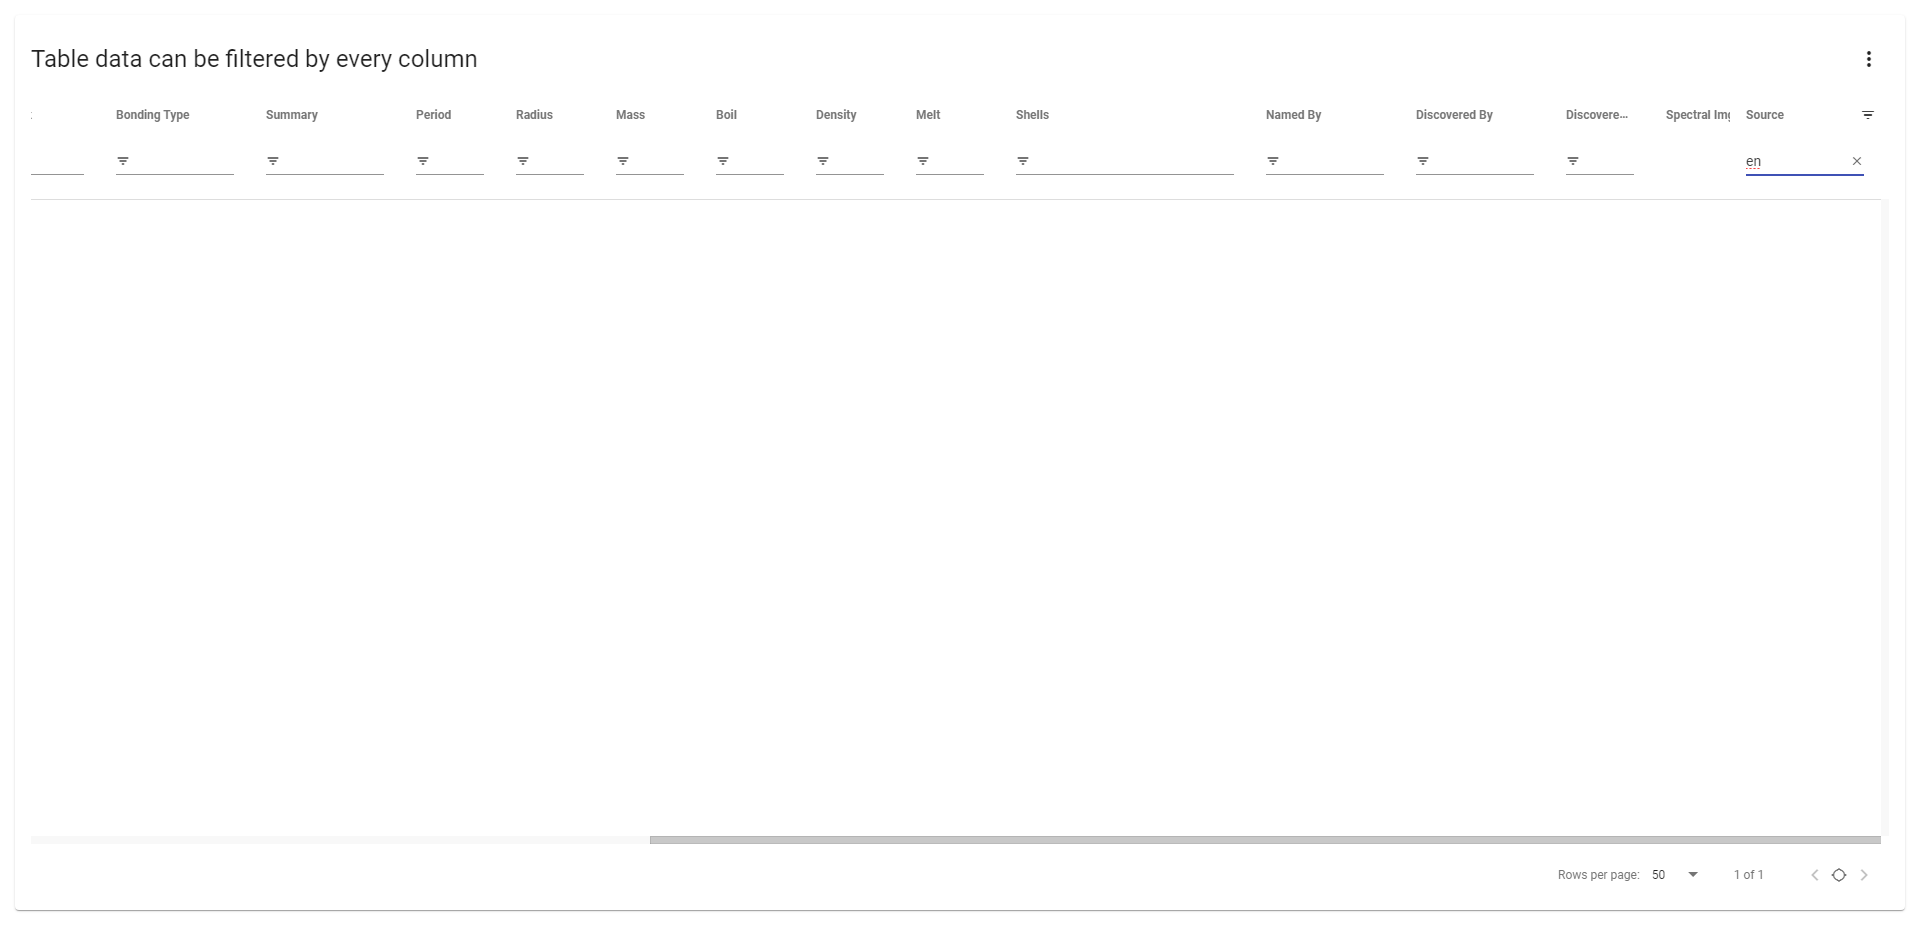 Table data can be filtered by every column
Bonding Type Summary Period Radius Mass Boil Density Melt Shells Named By Discovered By Discovere... Spectral Img Source
en
Rows per page: 50 1 of 1